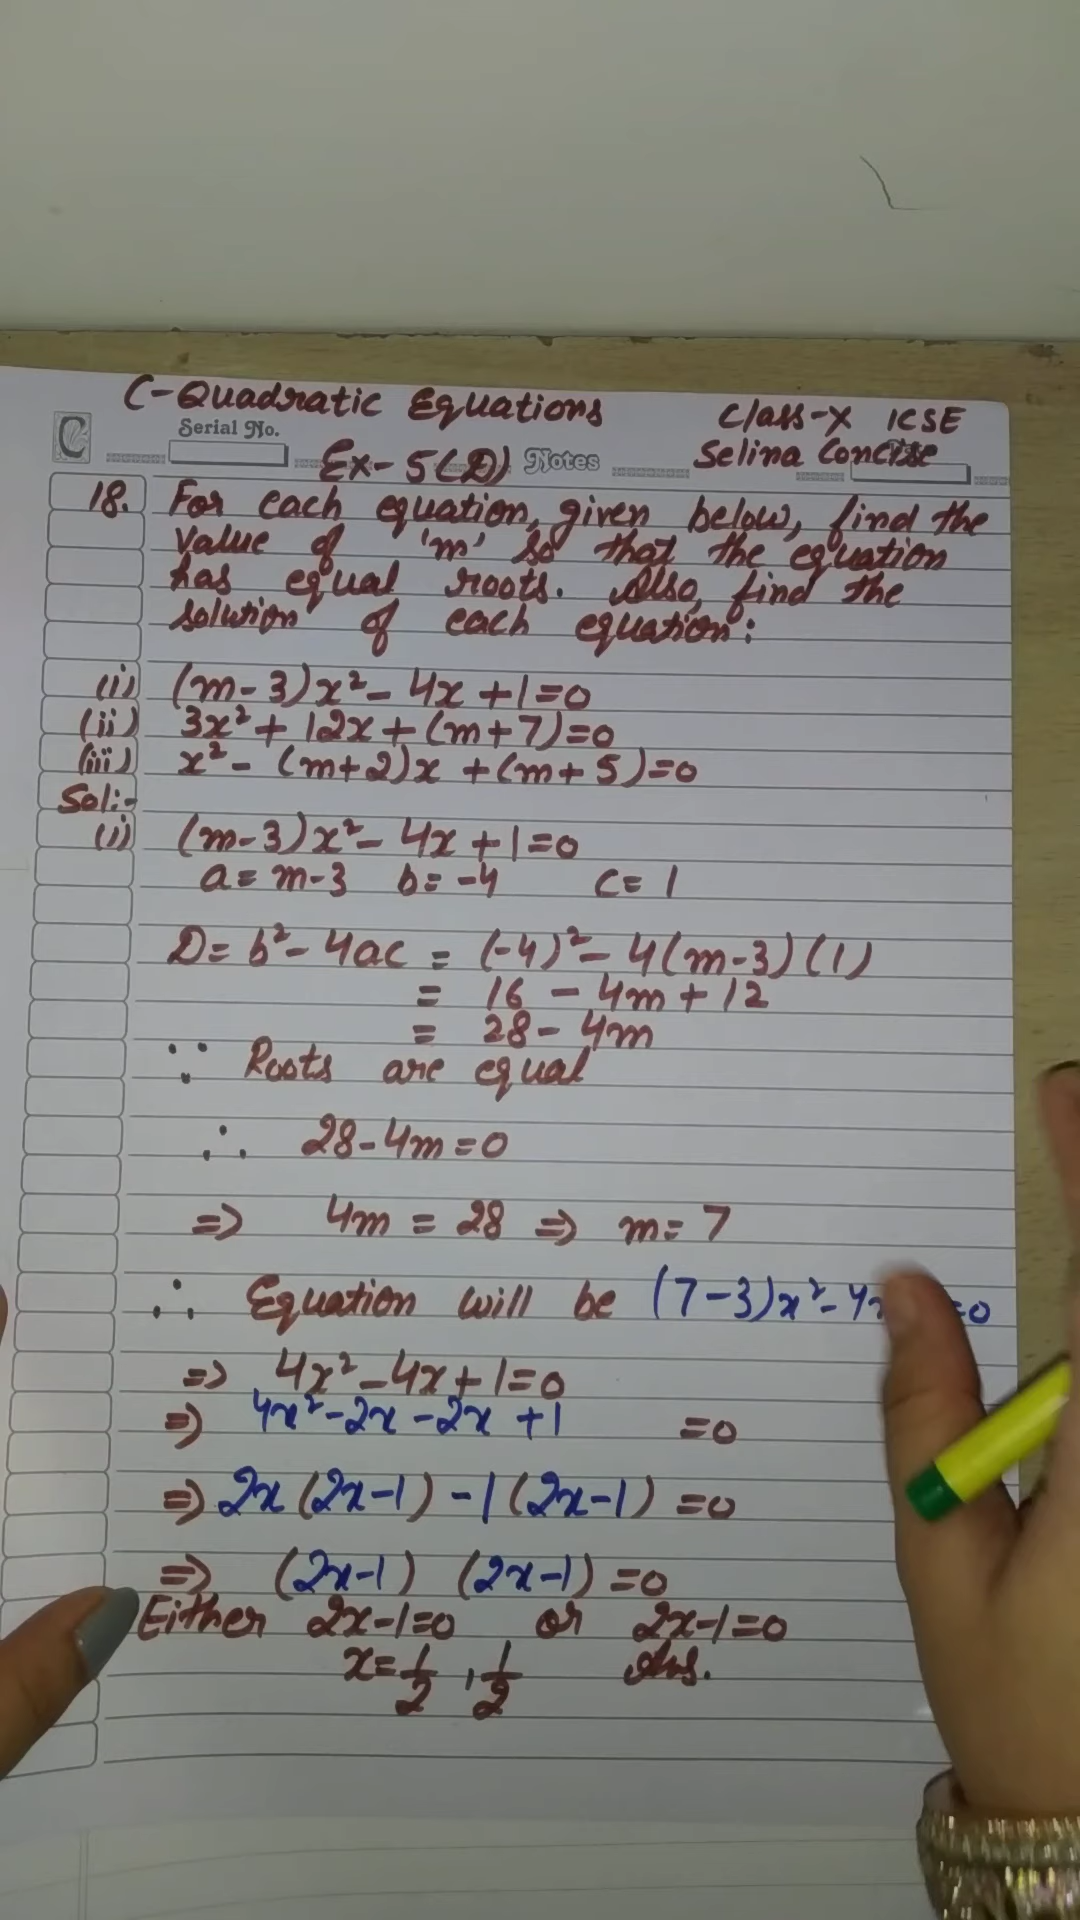 C-Quadratic Equations Class-X ICSE
Serial No.
Ex-5(D) Notes Selina Concise
18. For each equation, given below, find the
value of 'm' so that the equation
has equal roots. Also, find the
solution of each equation:
(i) (m-3)x²-4x+1=0
(ii) 3x²+12x+(m+7)=0
(iii) x²-(m+2)x+(m+5)=0
Sol:-
(i) (m-3)x²-4x+1=0
a=m-3 b=-4 c=1
D=b²-4ac = (-4)²-4(m-3)(1)
= 16-4m+12
= 28-4m
∵ Roots are equal
∴ 28-4m=0
⇒ 4m=28 ⇒ m=7
∴ Equation will be (7-3)x²-4x =0
⇒ 4x²-4x+1=0
⇒ 4x²-2x-2x+1 =0
⇒ 2x(2x-1)-1(2x-1)=0
⇒ (2x-1) (2x-1)=0
Either 2x-1=0 or 2x-1=0
x=1/2, 1/2 Ans.